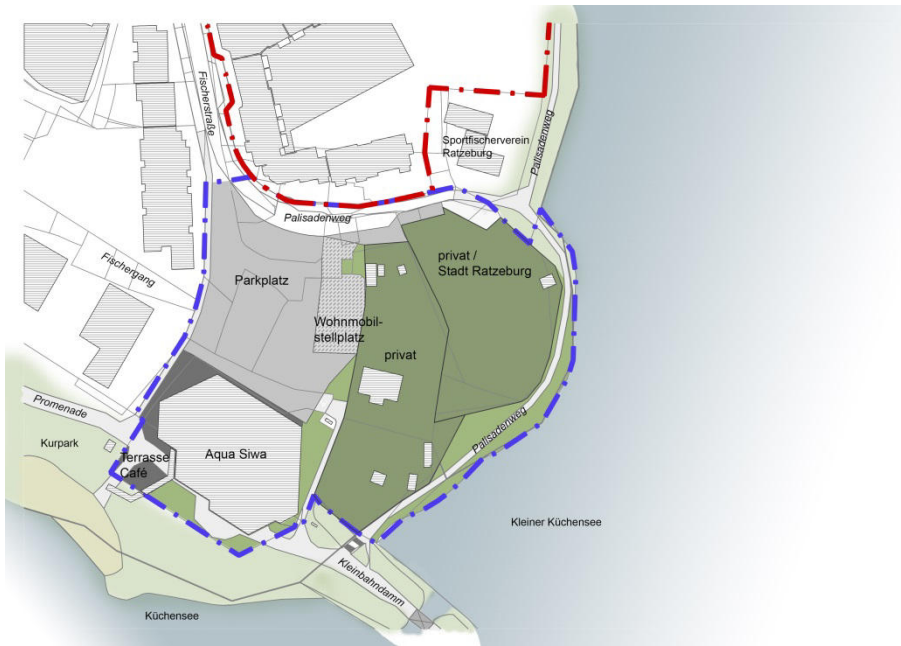 Fischerstraße
Sportfischerverein
Ratzeburg
Palisadenweg
Palisadenweg
Fischergang
Parkplatz
privat /
Stadt Ratzeburg
Wohnmobil-
stellplatz
privat
Promenade
Kurpark
Terrasse
Café
Aqua Siwa
Palisadenweg
Kleiner Küchensee
Kleinbahndamm
Küchensee